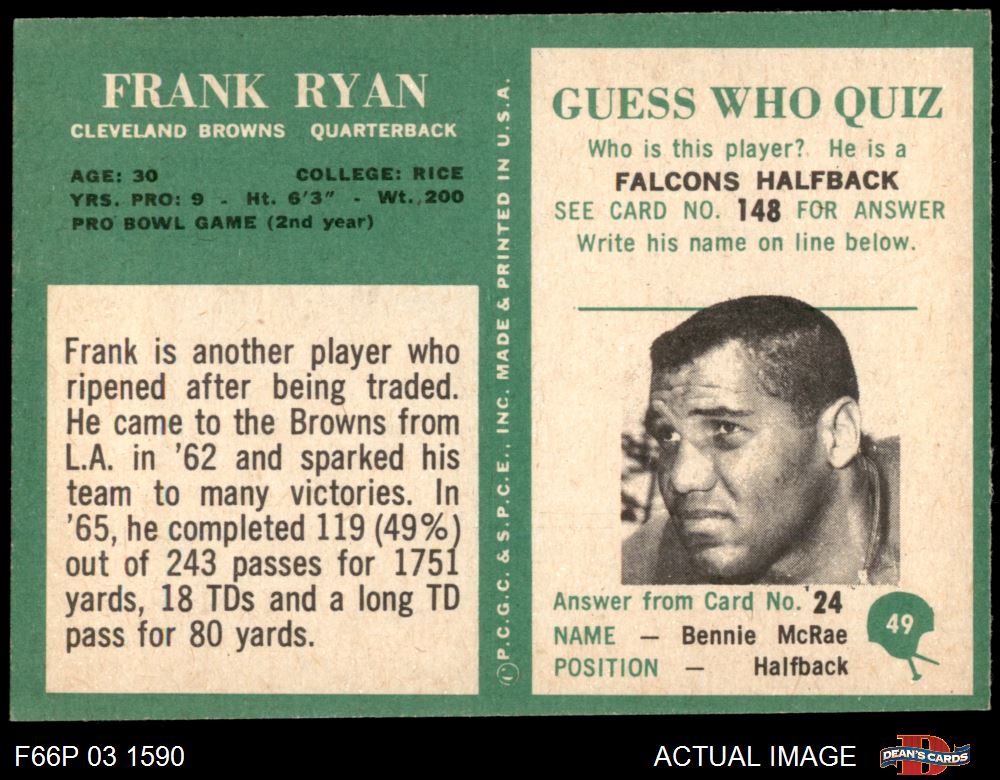 FRANK RYAN
CLEVELAND BROWNS QUARTERBACK
AGE: 30 COLLEGE: RICE
YRS. PRO: 9 - Ht. 6'3" - Wt. 200
PRO BOWL GAME (2nd year)
Frank is another player who
ripened after being traded.
He came to the Browns from
L.A. in '62 and sparked his
team to many victories. In
'65, he completed 119 (49%)
out of 243 passes for 1751
yards, 18 TDs and a long TD
pass for 80 yards.
©P.C.G.C. & S.P.C.E., INC. MADE & PRINTED IN U.S.A.
GUESS WHO QUIZ
Who is this player? He is a
FALCONS HALFBACK
SEE CARD NO. 148 FOR ANSWER
Write his name on line below.
Answer from Card No. 24
NAME — Bennie McRae
POSITION — Halfback
49
F66P 03 1590
ACTUAL IMAGE
DEAN'S CARDS